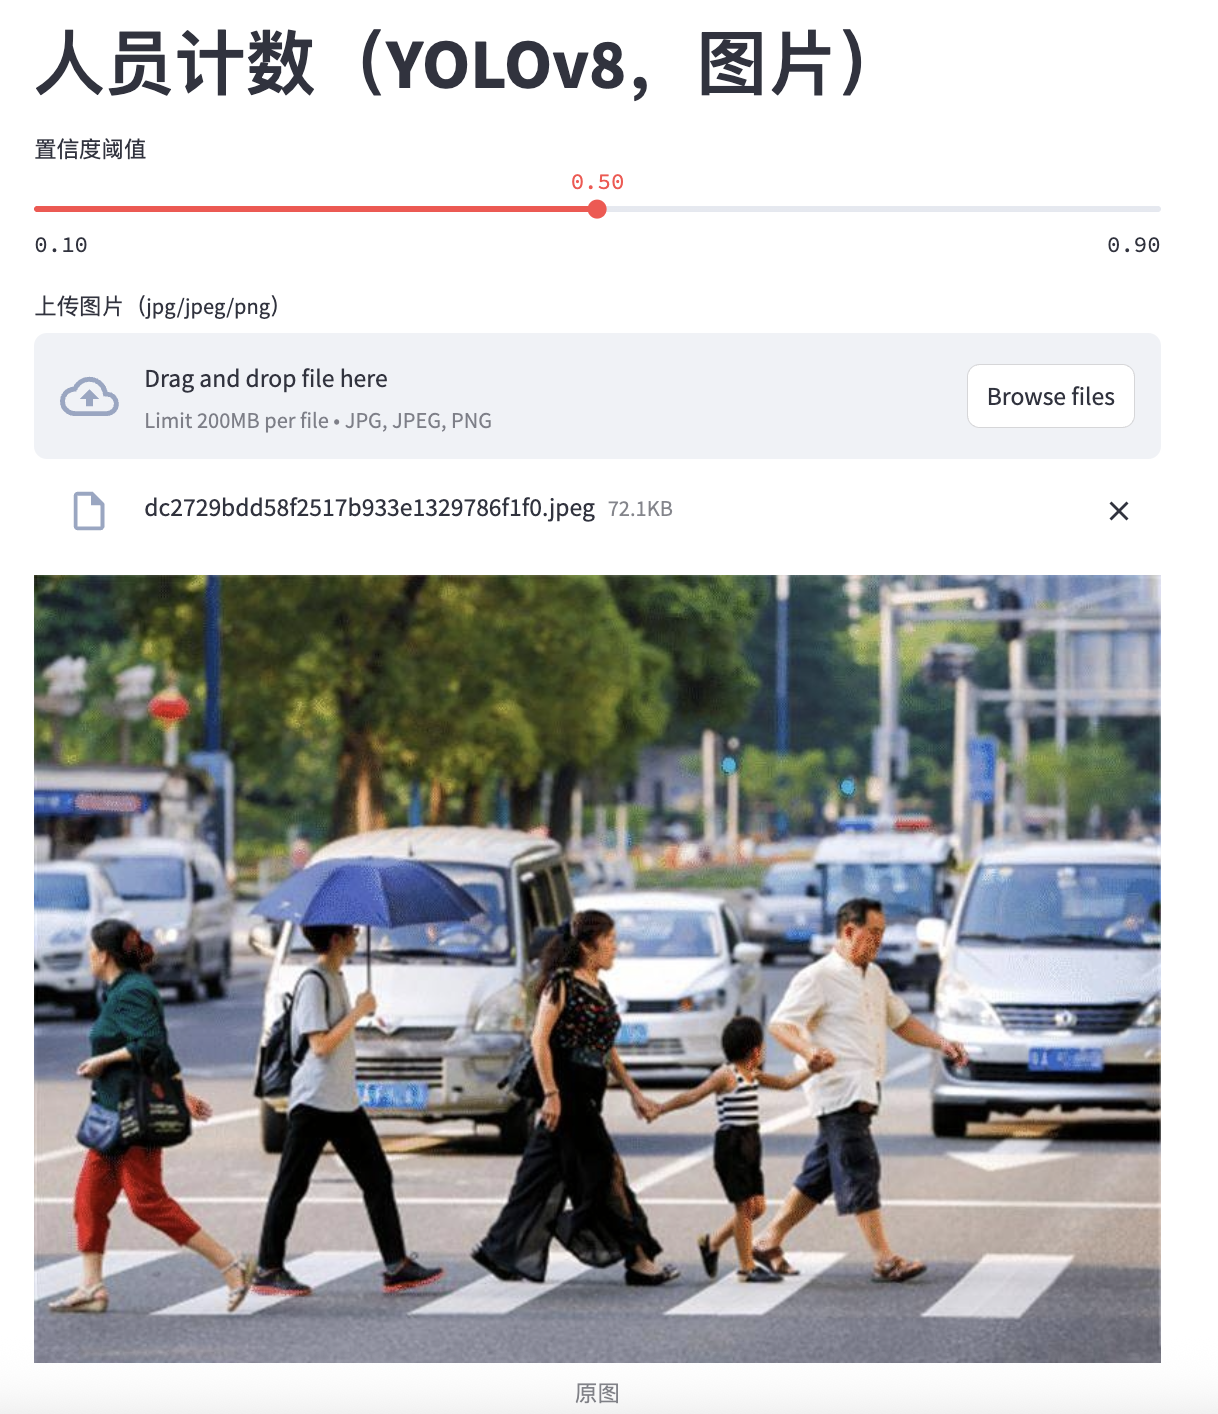 人员计数（YOLOv8，图片）
置信度阈值
0.50
0.10
0.90
上传图片（jpg/jpeg/png）
Drag and drop file here
Limit 200MB per file • JPG, JPEG, PNG
Browse files
dc2729bdd58f2517b933e1329786f1f0.jpeg 72.1KB
原图